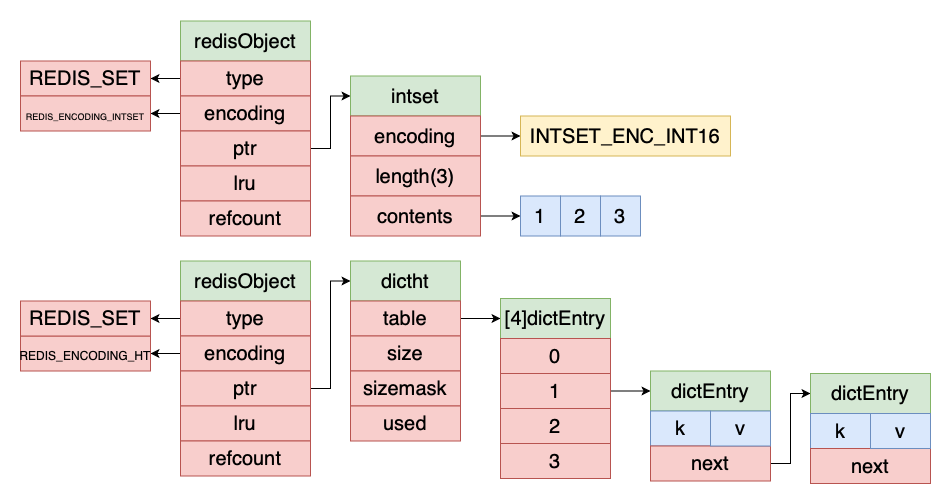 redisObject
REDIS_SET
type
REDIS_ENCODING_INTSET
encoding
ptr
lru
refcount
intset
encoding
length(3)
contents
INTSET_ENC_INT16
1 2 3
redisObject
REDIS_SET
type
REDIS_ENCODING_HT
encoding
ptr
lru
refcount
dictht
table
size
sizemask
used
[4]dictEntry
0
1
2
3
dictEntry
k v
next
dictEntry
k v
next